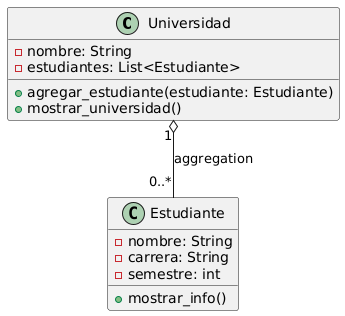 C Universidad
nombre: String
estudiantes: List<Estudiante>
agregar_estudiante(estudiante: Estudiante)
mostrar_universidad()
1
aggregation
0..*
C Estudiante
nombre: String
carrera: String
semestre: int
mostrar_info()